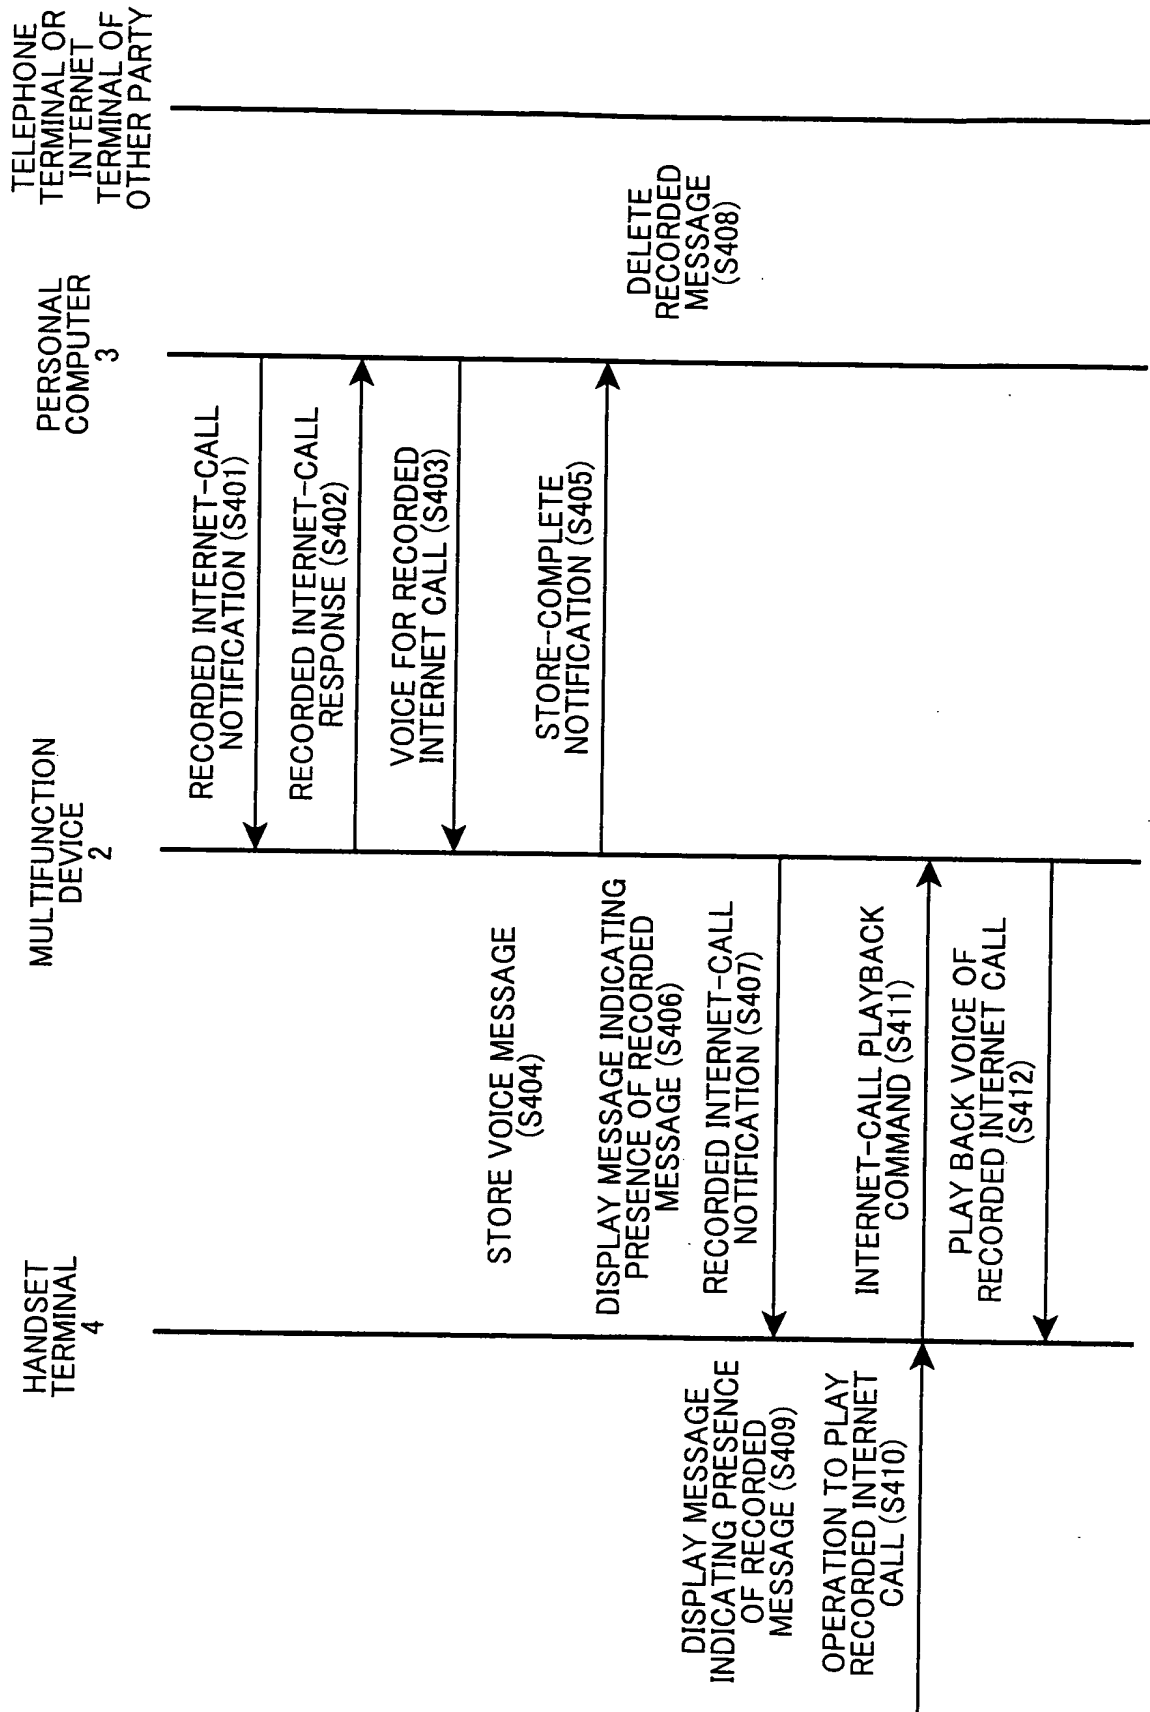 HANDSET
TERMINAL
4
MULTIFUNCTION
DEVICE
2
PERSONAL
COMPUTER
3
TELEPHONE
TERMINAL OR
INTERNET
TERMINAL OF
OTHER PARTY
RECORDED INTERNET-CALL
NOTIFICATION (S401)
RECORDED INTERNET-CALL
RESPONSE (S402)
VOICE FOR RECORDED
INTERNET CALL (S403)
STORE VOICE MESSAGE
(S404)
STORE-COMPLETE
NOTIFICATION (S405)
DISPLAY MESSAGE INDICATING
PRESENCE OF RECORDED
MESSAGE (S406)
RECORDED INTERNET-CALL
NOTIFICATION (S407)
DELETE
RECORDED
MESSAGE
(S408)
DISPLAY MESSAGE
INDICATING PRESENCE
OF RECORDED
MESSAGE (S409)
OPERATION TO PLAY
RECORDED INTERNET
CALL (S410)
INTERNET-CALL PLAYBACK
COMMAND (S411)
PLAY BACK VOICE OF
RECORDED INTERNET CALL
(S412)